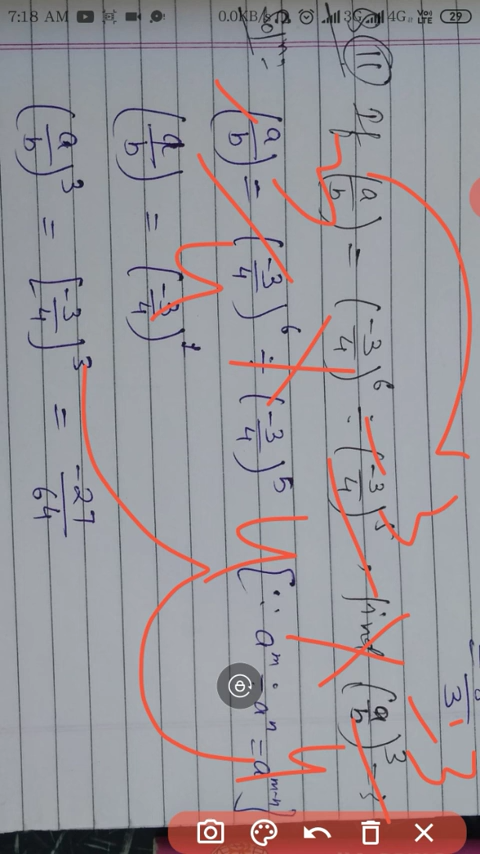 7:18 AM 0.0KB/s 3G 4G VoLTE 29
(11) If (a/b) = (-3/4)^6 ÷ (-3/4)^5, find (a/b)^3 = ?
Soln:=
(a/b) = (-3/4)^6 ÷ (-3/4)^5 [∵ a^m ÷ a^n = a^m-n]
(a/b) = (-3/4)^1
(a/b)^3 = [-3/4]^3 = -27/64